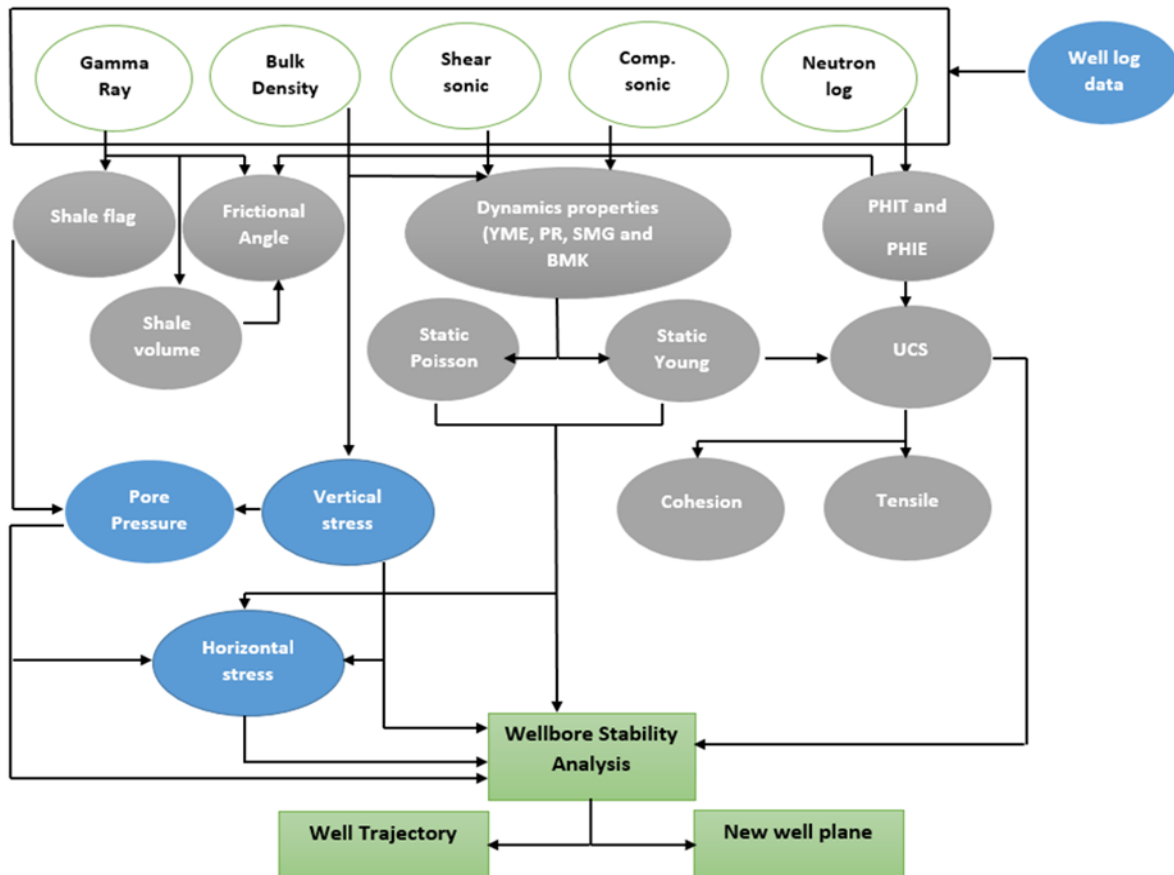 Gamma
Ray
Bulk
Density
Shear
sonic
Comp.
sonic
Neutron
log
Well log
data
Shale flag
Frictional
Angle
Dynamics properties
(YME, PR, SMG and
BMK
PHIT and
PHIE
Shale
volume
Static
Poisson
Static
Young
UCS
Pore
Pressure
Vertical
stress
Cohesion
Tensile
Horizontal
stress
Wellbore Stability
Analysis
Well Trajectory
New well plane